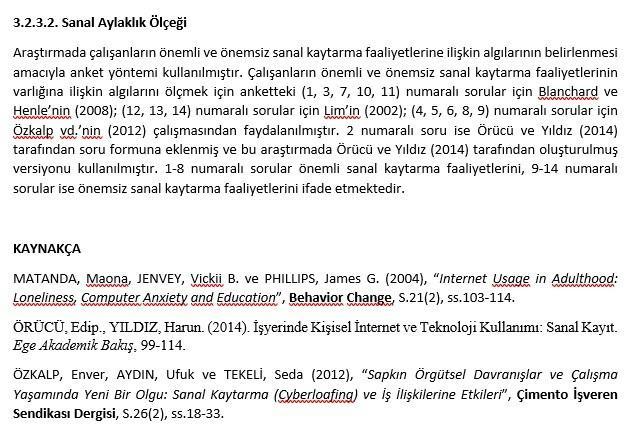 3.2.3.2. Sanal Aylaklık Ölçeği
Araştırmada çalışanların önemli ve önemsiz sanal kaytarma faaliyetlerine ilişkin algılarının belirlenmesi
amacıyla anket yöntemi kullanılmıştır. Çalışanların önemli ve önemsiz sanal kaytarma faaliyetlerinin
varlığına ilişkin algılarını ölçmek için anketteki (1, 3, 7, 10, 11) numaralı sorular için Blanchard ve
Henle’nin (2008); (12, 13, 14) numaralı sorular için Lim’in (2002); (4, 5, 6, 8, 9) numaralı sorular için
Özkalp vd.’nin (2012) çalışmasından faydalanılmıştır. 2 numaralı soru ise Örücü ve Yıldız (2014)
tarafından soru formuna eklenmiş ve bu araştırmada Örücü ve Yıldız (2014) tarafından oluşturulmuş
versiyonu kullanılmıştır. 1-8 numaralı sorular önemli sanal kaytarma faaliyetlerini, 9-14 numaralı
sorular ise önemsiz sanal kaytarma faaliyetlerini ifade etmektedir.
KAYNAKÇA
MATANDA, Maona, JENVEY, Vickii B. ve PHILLIPS, James G. (2004), “Internet Usage in Adulthood:
Loneliness, Computer Anxiety and Education”, Behavior Change, S.21(2), ss.103-114.
ÖRÜCÜ, Edip., YILDIZ, Harun. (2014). İşyerinde Kişisel İnternet ve Teknoloji Kullanımı: Sanal Kayıt.
Ege Akademik Bakış, 99-114.
ÖZKALP, Enver, AYDIN, Ufuk ve TEKELİ, Seda (2012), “Sapkın Örgütsel Davranışlar ve Çalışma
Yaşamında Yeni Bir Olgu: Sanal Kaytarma (Cyberloafing) ve İş İlişkilerine Etkileri”, Çimento İşveren
Sendikası Dergisi, S.26(2), ss.18-33.